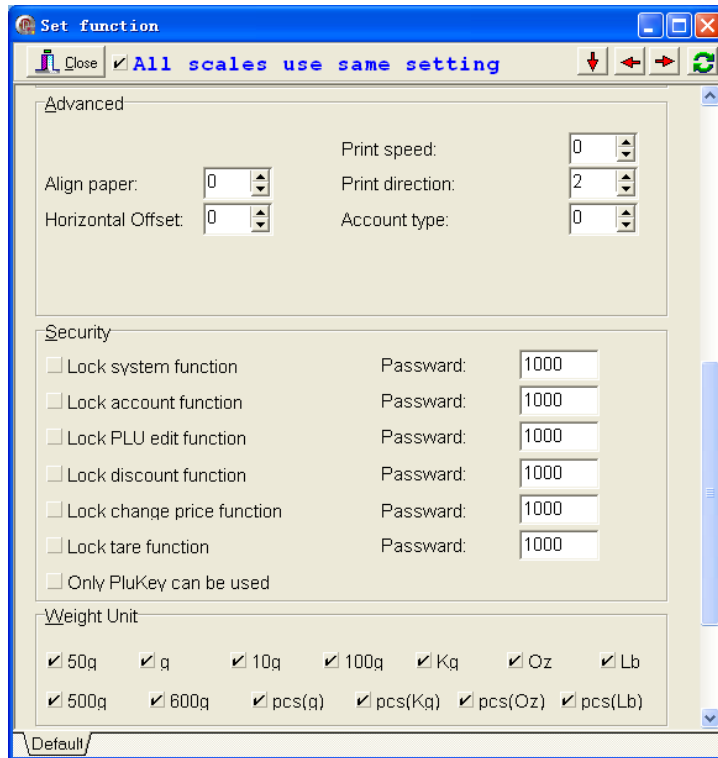 Set function
Close All scales use same setting
Advanced
Print speed: 0
Align paper: 0 Print direction: 2
Horizontal Offset: 0 Account type: 0
Security
Lock system function Passward: 1000
Lock account function Passward: 1000
Lock PLU edit function Passward: 1000
Lock discount function Passward: 1000
Lock change price function Passward: 1000
Lock tare function Passward: 1000
Only PluKey can be used
Weight Unit
50g g 10g 100g Kg Oz Lb
500g 600g pcs(g) pcs(Kg) pcs(Oz) pcs(Lb)
Default